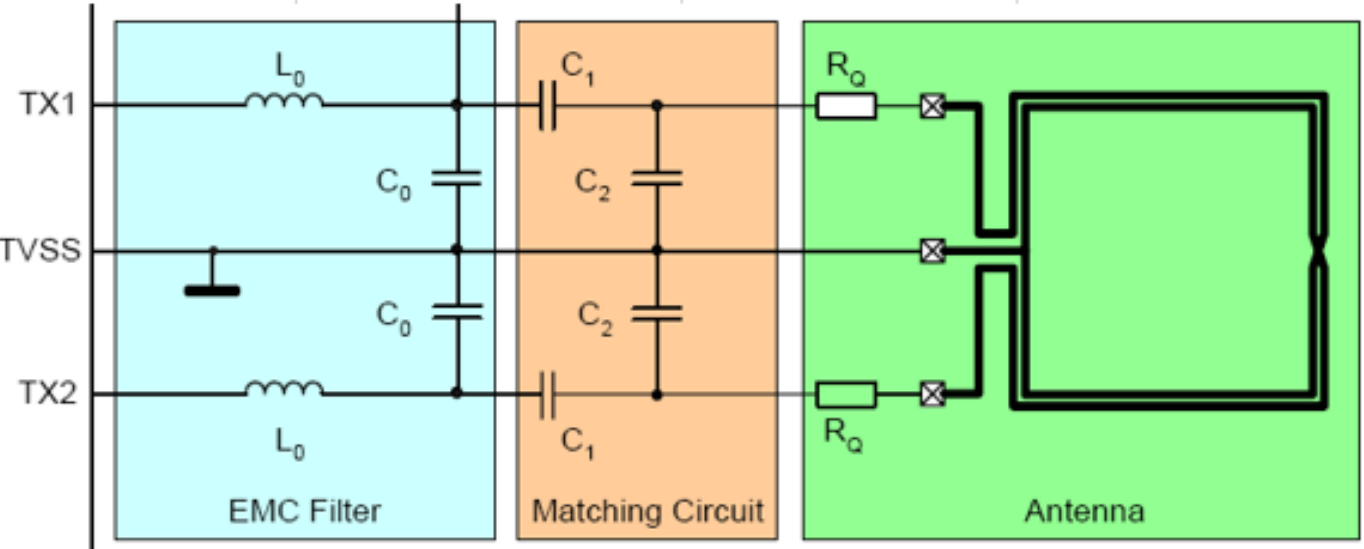 L0
C1
RQ
TX1
C0
C2
TVSS
C0
C2
TX2
L0
C1
RQ
EMC Filter
Matching Circuit
Antenna